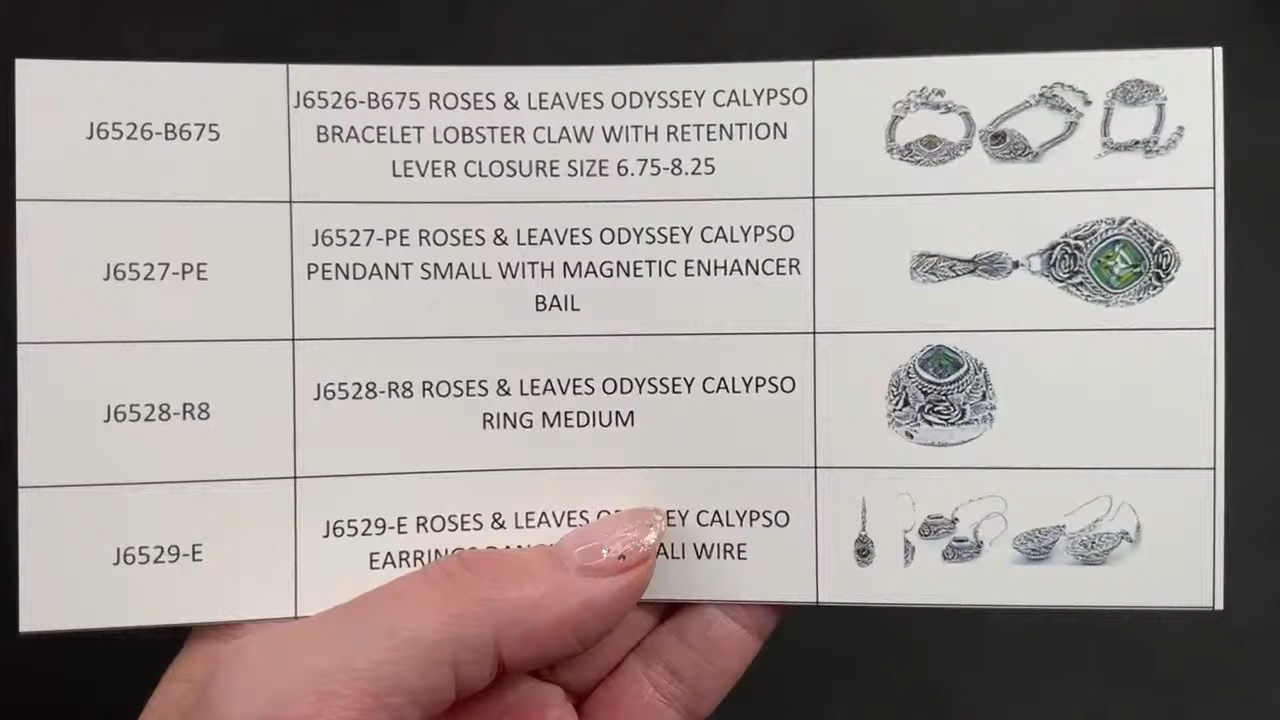 J6526-B675
J6526-B675 ROSES & LEAVES ODYSSEY CALYPSO
BRACELET LOBSTER CLAW WITH RETENTION
LEVER CLOSURE SIZE 6.75-8.25
J6527-PE
J6527-PE ROSES & LEAVES ODYSSEY CALYPSO
PENDANT SMALL WITH MAGNETIC ENHANCER
BAIL
J6528-R8
J6528-R8 ROSES & LEAVES ODYSSEY CALYPSO
RING MEDIUM
J6529-E
J6529-E ROSES & LEAVES CALYPSO
WIRE